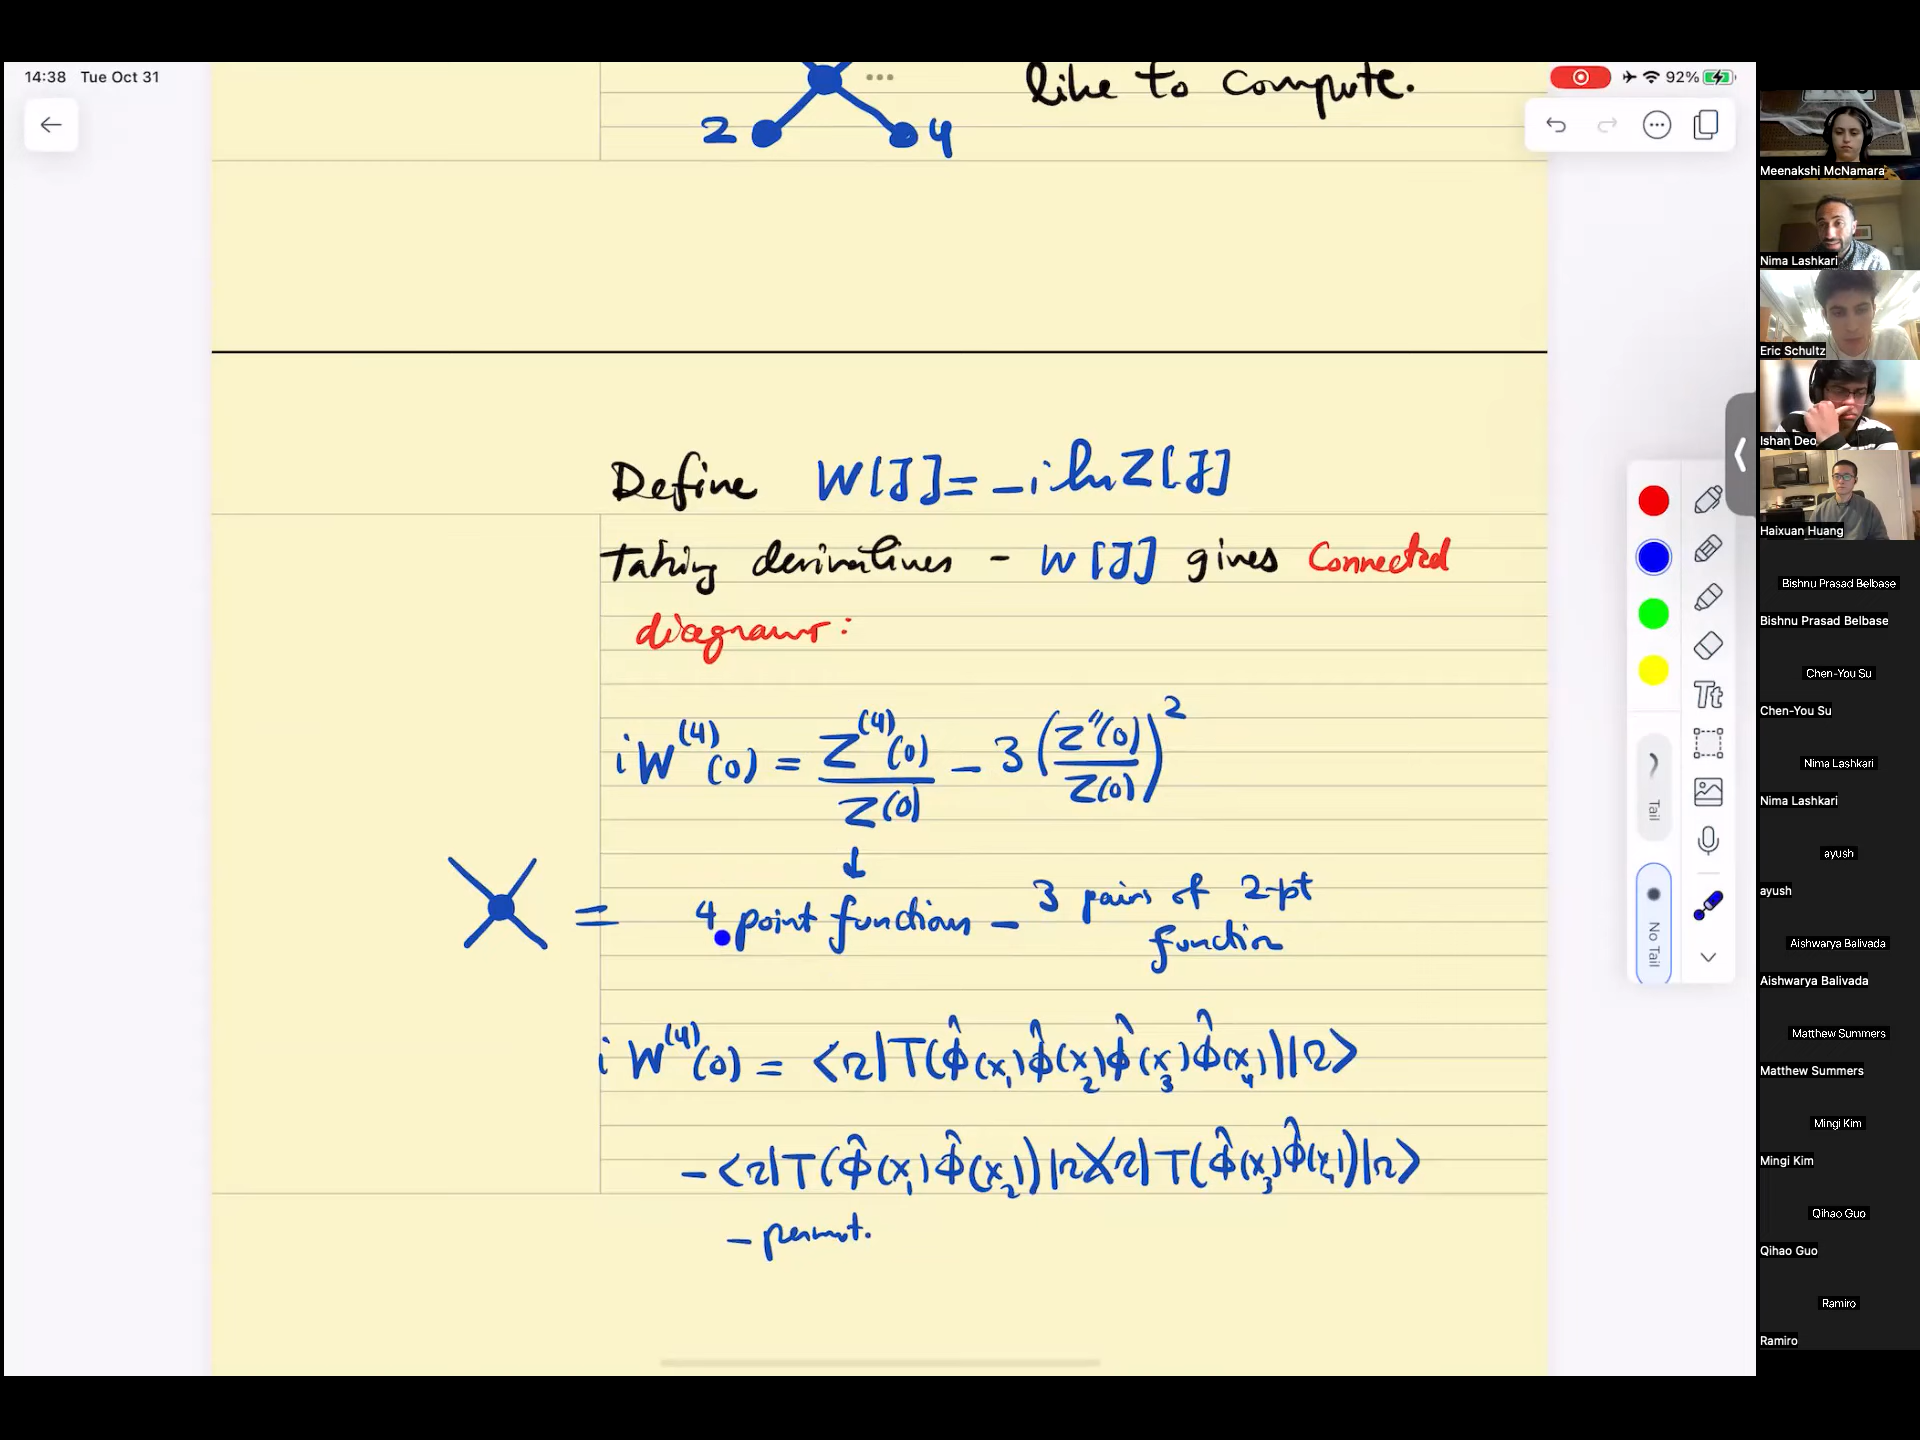 14:38 Tue Oct 31
92%
like to compute.
2 4
Define W[J] = -i ln Z[J]
Taking derivatives - W[J] gives Connected
diagrams:
i W^(4)(0) = Z^(4)(0) / Z(0) - 3 (Z''(0) / Z(0))^2
↓
= 4 point function - 3 pairs of 2-pt
function
i W^(4)(0) = <Ω|T(Φ̂(x₁)Φ̂(x₂)Φ̂(x₃)Φ̂(x₄))|Ω>
- <Ω|T(Φ̂(x₁)Φ̂(x₂))|Ω><Ω|T(Φ̂(x₃)Φ̂(x₄))|Ω>
- permut.
Tt
Tail
No Tail
Meenakshi McNamara
Nima Lashkari
Eric Schultz
Ishan Deo
Haixuan Huang
Bishnu Prasad Belbase
Bishnu Prasad Belbase
Chen-You Su
Chen-You Su
Nima Lashkari
Nima Lashkari
ayush
ayush
Aishwarya Balivada
Aishwarya Balivada
Matthew Summers
Matthew Summers
Mingi Kim
Mingi Kim
Qihao Guo
Qihao Guo
Ramiro
Ramiro